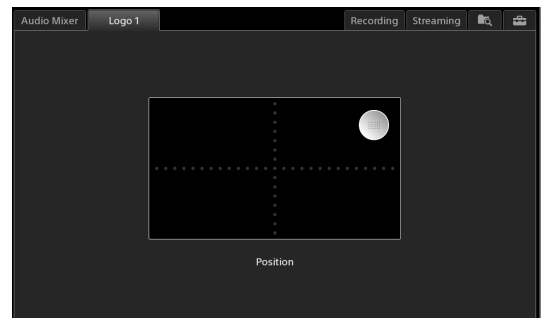 Audio Mixer
Logo 1
Recording
Streaming
Position